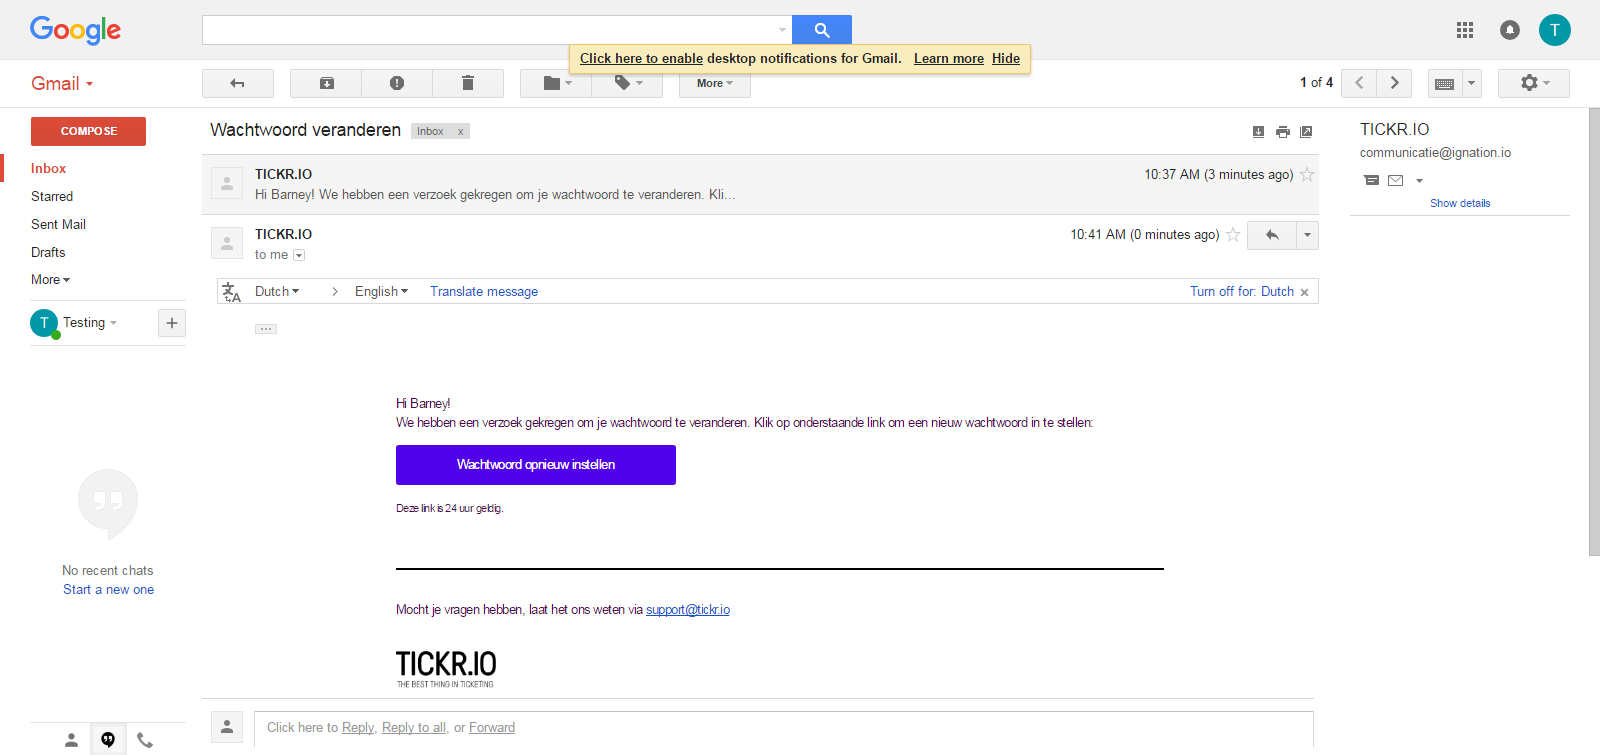 Google
Click here to enable desktop notifications for Gmail. Learn more Hide
T
Gmail
More
1 of 4
COMPOSE
Inbox
Starred
Sent Mail
Drafts
More
T Testing
No recent chats
Start a new one
Wachtwoord veranderen Inbox x
TICKR.IO 10:37 AM (3 minutes ago)
Hi Barney! We hebben een verzoek gekregen om je wachtwoord te veranderen. Kli...
TICKR.IO 10:41 AM (0 minutes ago)
to me
Dutch > English Translate message Turn off for: Dutch x
...
Hi Barney!
We hebben een verzoek gekregen om je wachtwoord te veranderen. Klik op onderstaande link om een nieuw wachtwoord in te stellen:
Wachtwoord opnieuw instellen
Deze link is 24 uur geldig.
Mocht je vragen hebben, laat het ons weten via support@tickr.io
TICKR.IO
THE BEST THING IN TICKETING
Click here to Reply, Reply to all, or Forward
TICKR.IO
communicatie@ignation.io
Show details